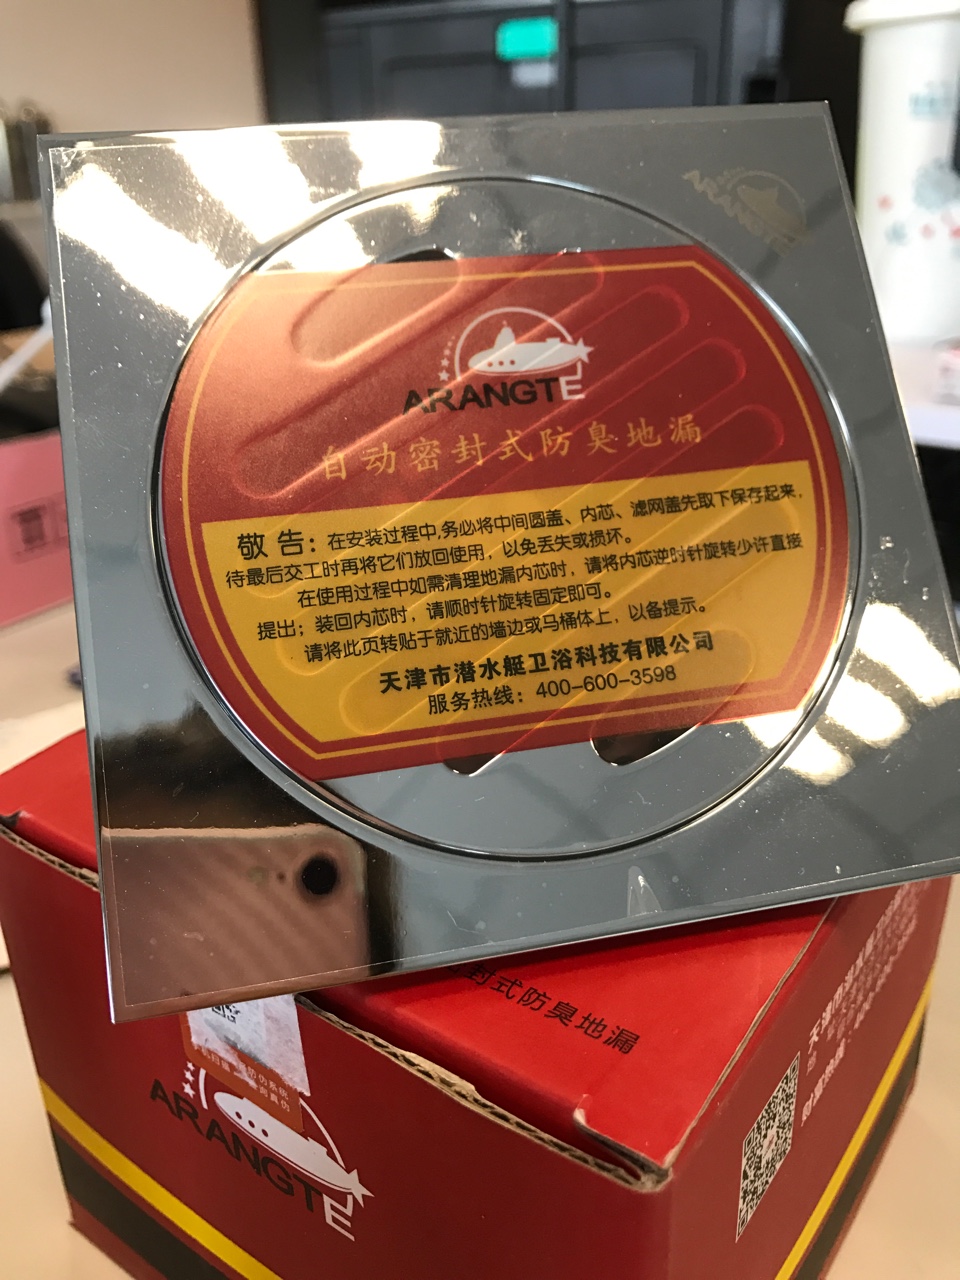 ARANGTE
ARANGTE
自动密封式防臭地漏
敬告：在安装过程中,务必将中间圆盖、内芯、滤网盖先取下保存起来，
待最后交工时再将它们放回使用，以免丢失或损坏。
在使用过程中如需清理地漏内芯时，请将内芯逆时针旋转少许直接
提出；装回内芯时，请顺时针旋转固定即可。
请将此页转贴于就近的墙边或马桶体上，以备提示。
天津市潜水艇卫浴科技有限公司
服务热线：400-600-3598
封式防臭地漏
ARANGTE